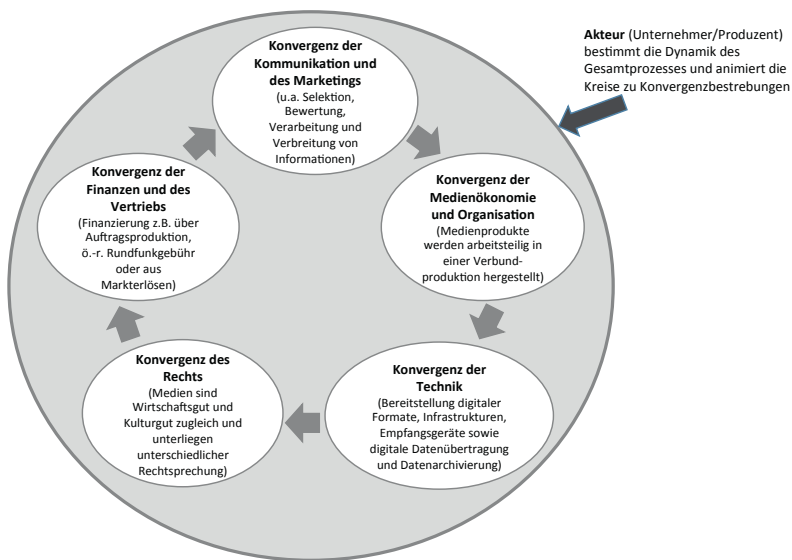 Konvergenz der
Kommunikation und
des Marketings
(u.a. Selektion,
Bewertung,
Verarbeitung und
Verbreitung von
Informationen)
Akteur (Unternehmer/Produzent)
bestimmt die Dynamik des
Gesamtprozesses und animiert die
Kreise zu Konvergenzbestrebungen
Konvergenz der
Medienökonomie
und Organisation
(Medienprodukte
werden arbeitsteilig in
einer Verbund-
produktion hergestellt)
Konvergenz der
Technik
(Bereitstellung digitaler
Formate, Infrastrukturen,
Empfangsgeräte sowie
digitale Datenübertragung
und Datenarchivierung)
Konvergenz des
Rechts
(Medien sind
Wirtschaftsgut und
Kulturgut zugleich und
unterliegen
unterschiedlicher
Rechtsprechung)
Konvergenz der
Finanzen und des
Vertriebs
(Finanzierung z.B. über
Auftragsproduktion,
ö.-r. Rundfunkgebühr
oder aus
Markterlösen)